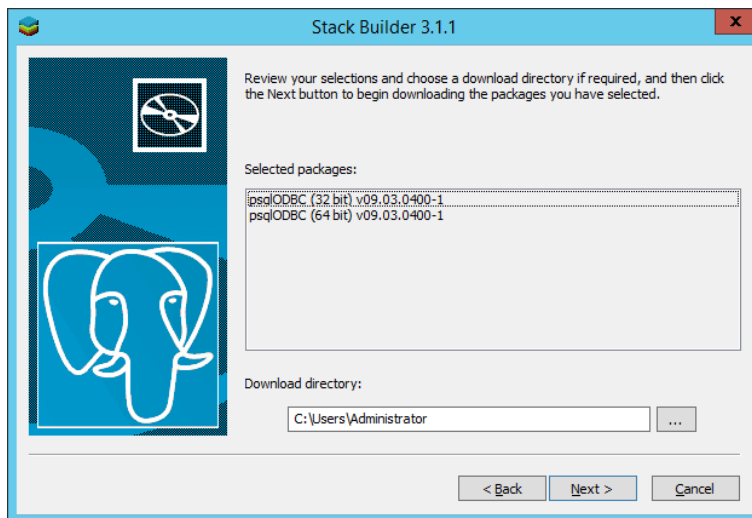 Stack Builder 3.1.1
x
Review your selections and choose a download directory if required, and then click
the Next button to begin downloading the packages you have selected.
Selected packages:
psqlODBC (32 bit) v09.03.0400-1
psqlODBC (64 bit) v09.03.0400-1
Download directory:
C:\Users\Administrator
...
< Back
Next >
Cancel